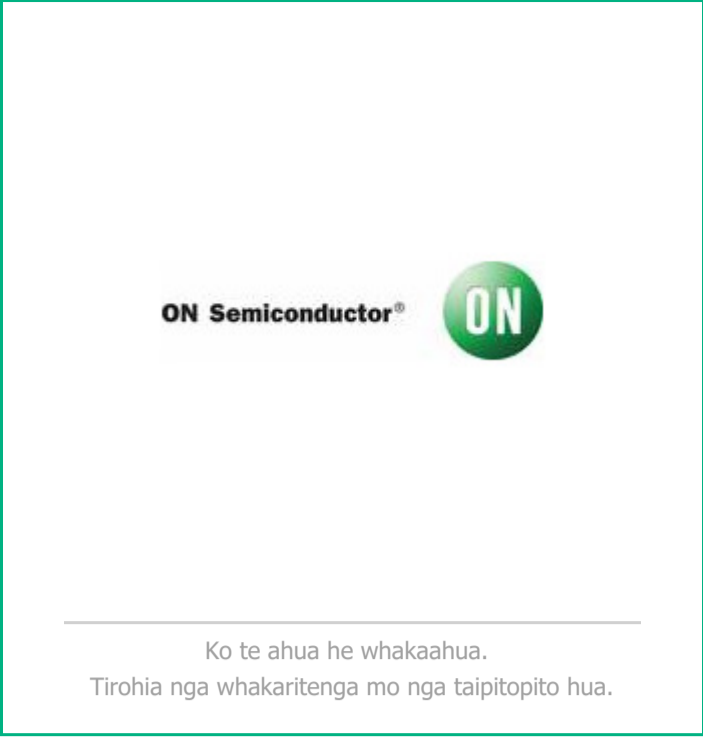 ON Semiconductor® ON
Ko te ahua he whakaahua.
Tirohia nga whakaritenga mo nga taipitopito hua.